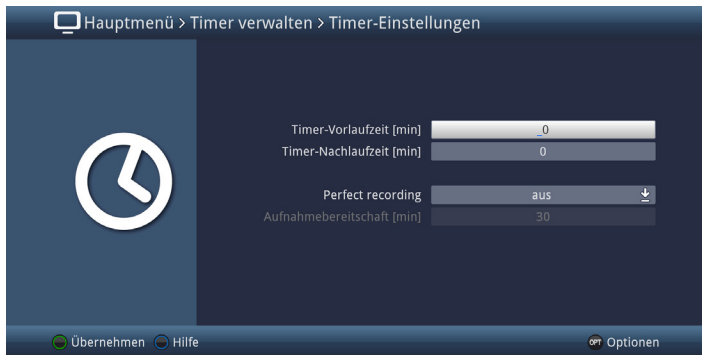 Hauptmenü > Timer verwalten > Timer-Einstellungen
Timer-Vorlaufzeit [min] _0
Timer-Nachlaufzeit [min] 0
Perfect recording aus
Aufnahmebereitschaft [min] 30
Übernehmen Hilfe OPT Optionen